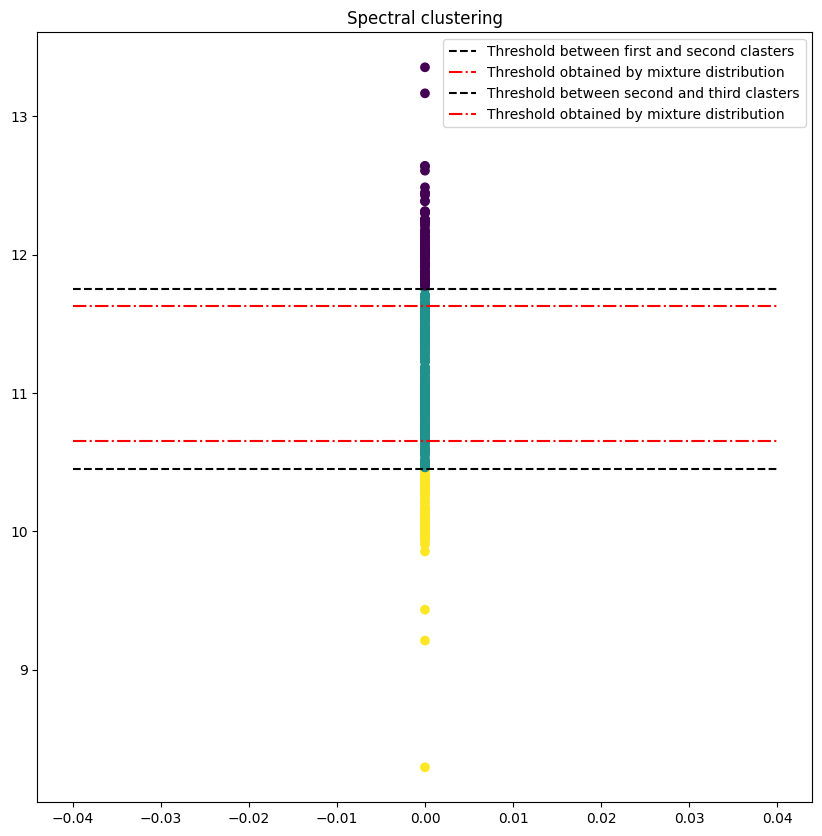 Spectral clustering
Threshold between first and second clasters
Threshold obtained by mixture distribution
Threshold between second and third clasters
Threshold obtained by mixture distribution
13
12
11
10
9
−0.04 −0.03 −0.02 −0.01 0.00 0.01 0.02 0.03 0.04